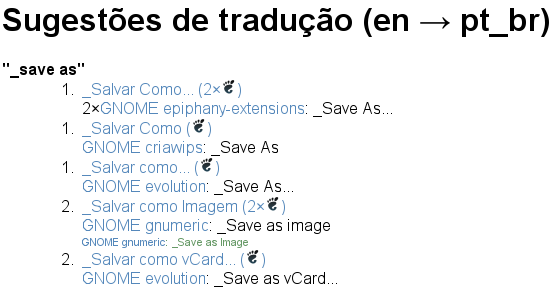 Sugestões de tradução (en → pt_br)
"_save as"
1. _Salvar Como... (2×)
2×GNOME epiphany-extensions: _Save As...
1. _Salvar Como ()
GNOME criawips: _Save As
1. _Salvar como... ()
GNOME evolution: _Save As...
2. _Salvar como Imagem (2×)
GNOME gnumeric: _Save as image
GNOME gnumeric: _Save as Image
2. _Salvar como vCard... ()
GNOME evolution: _Save as vCard...